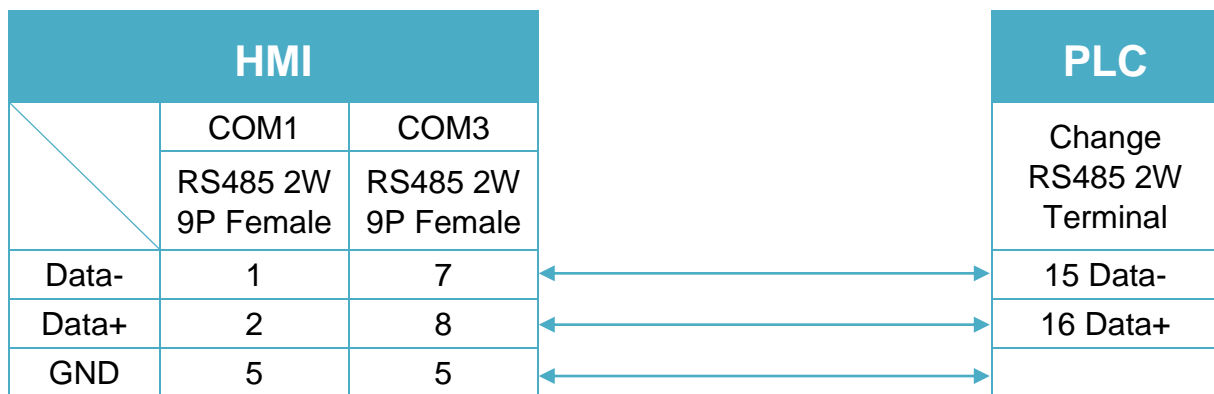 HMI PLC
COM1 COM3 Change
RS485 2W RS485 2W RS485 2W
9P Female 9P Female Terminal
Data- 1 7 15 Data-
Data+ 2 8 16 Data+
GND 5 5